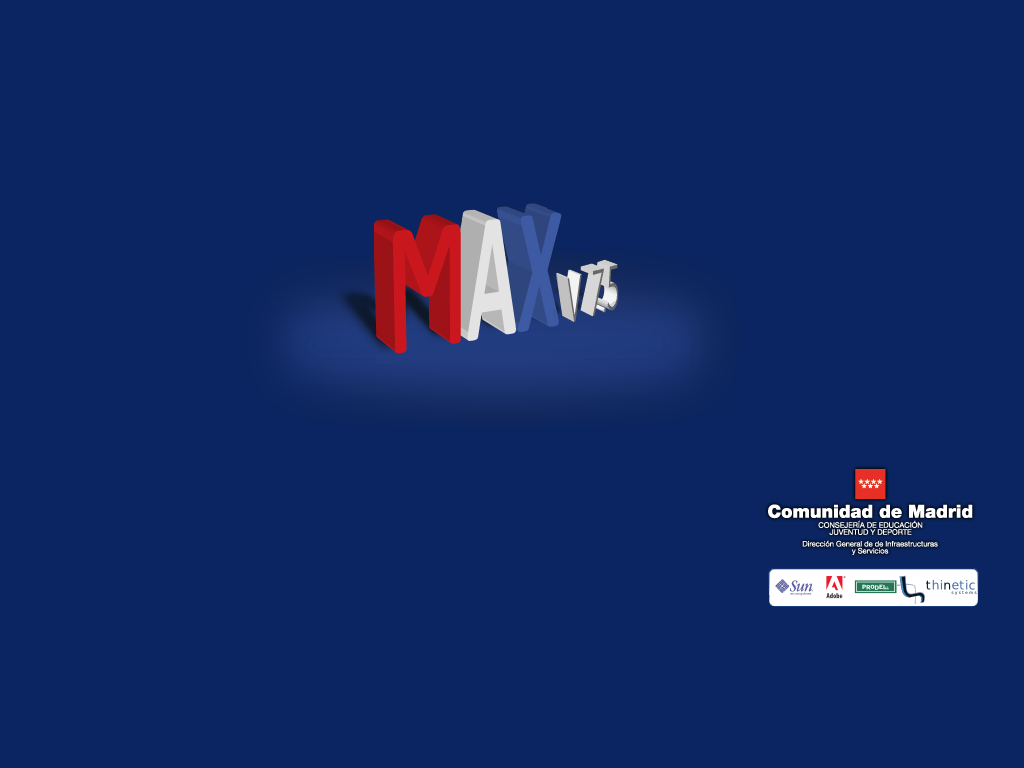 MAX V7.5
Comunidad de Madrid
CONSEJERÍA DE EDUCACIÓN
JUVENTUD Y DEPORTE
Dirección General de de Infraestructuras
y Servicios
Sun Adobe PRODEL thinetic
systems